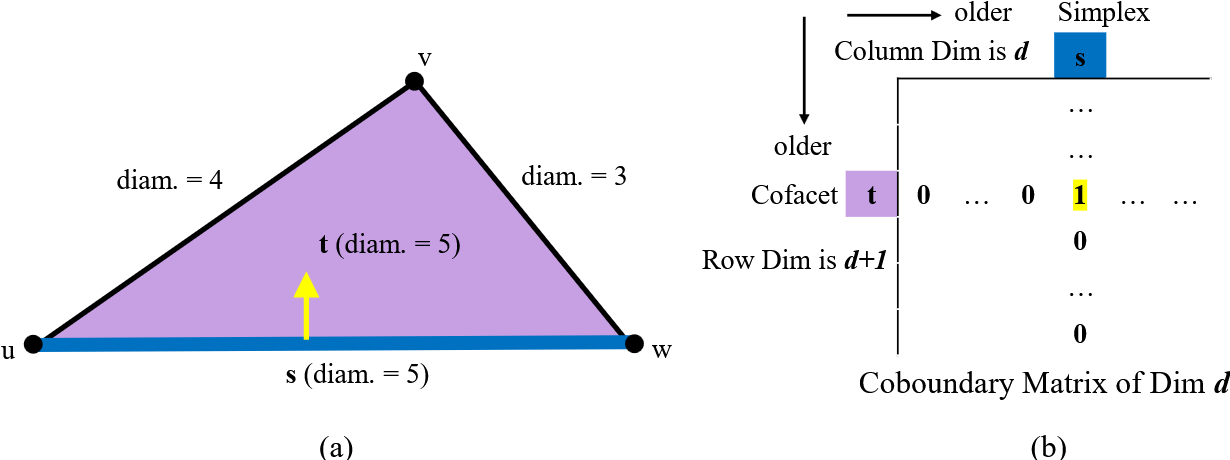 v
diam. = 4
diam. = 3
t (diam. = 5)
u
w
s (diam. = 5)
(a)
older Simplex
Column Dim is d s
...
older ...
Cofacet t 0 ... 0 1 ... ...
0
Row Dim is d+1
...
0
Coboundary Matrix of Dim d
(b)